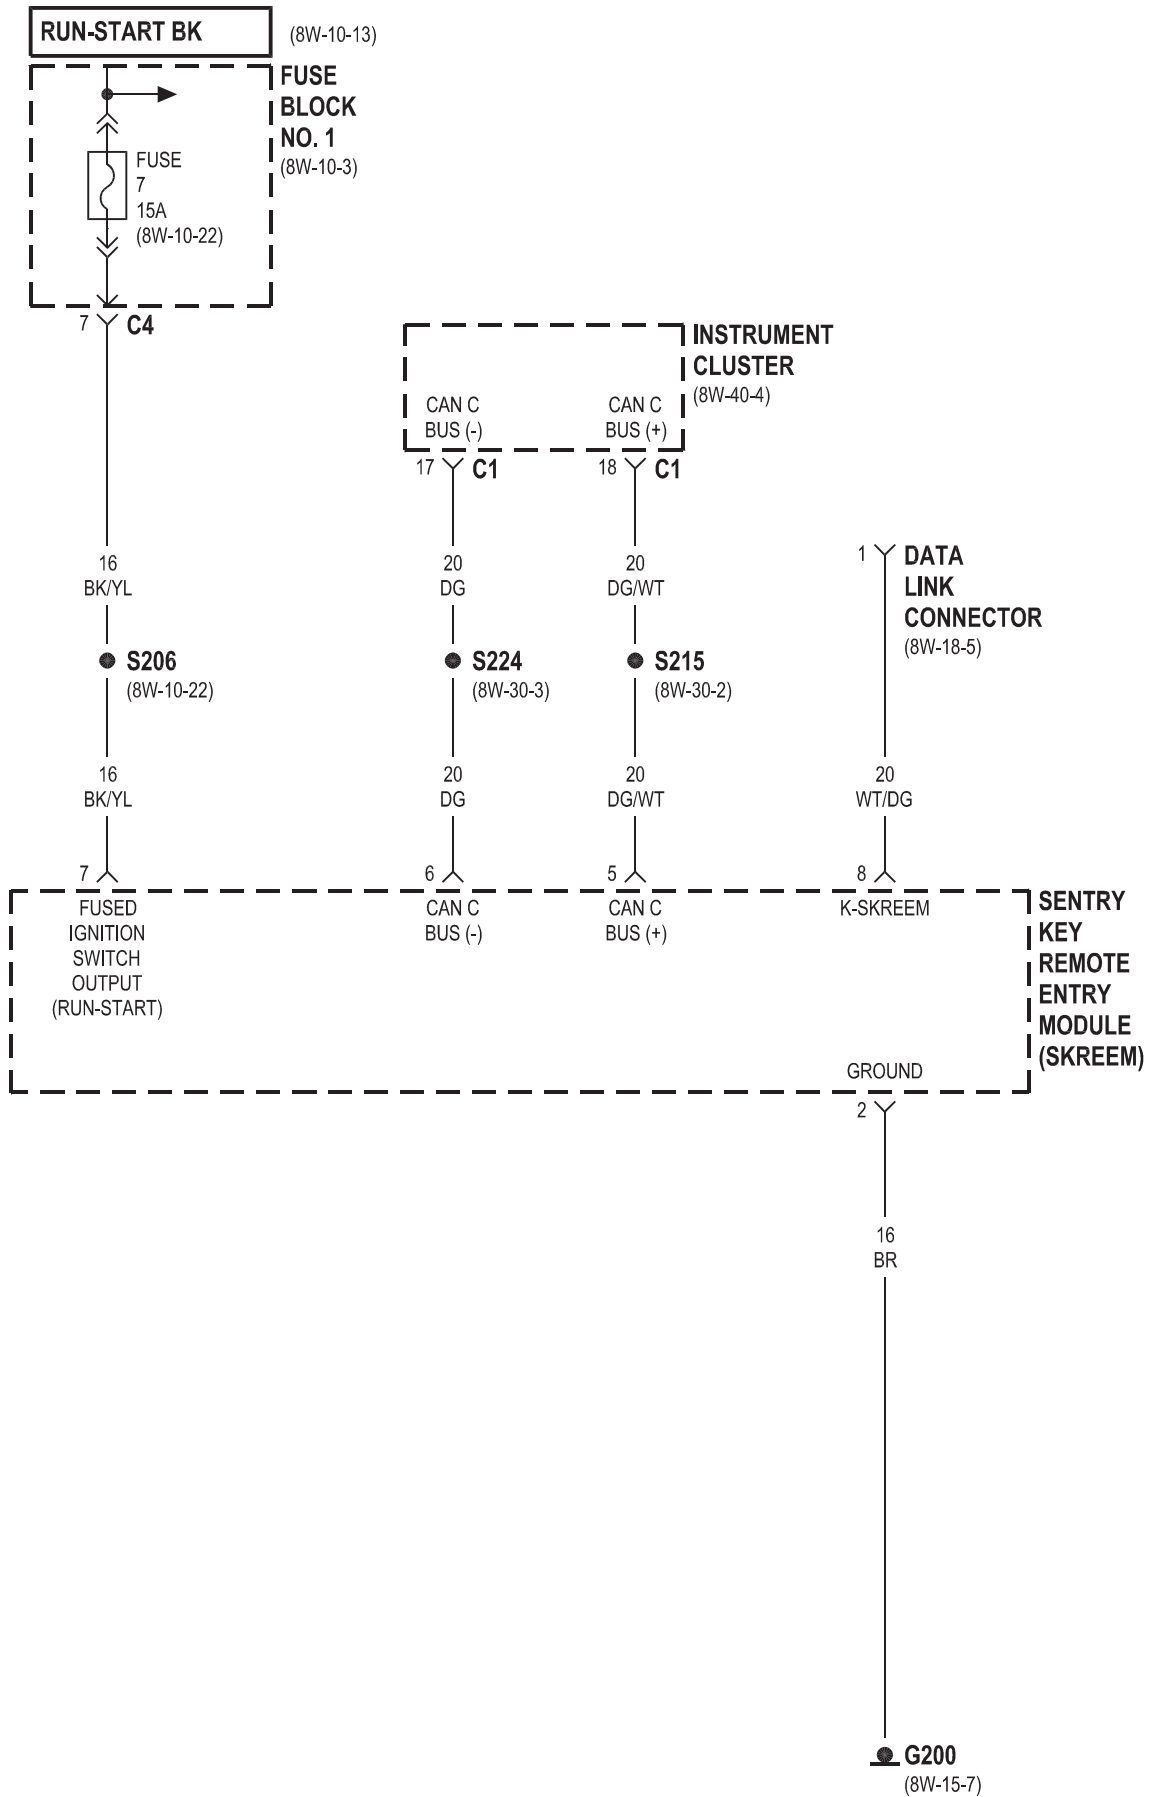 RUN-START BK
(8W-10-13)
FUSE
BLOCK
NO. 1
(8W-10-3)
FUSE
7
15A
(8W-10-22)
7
C4
INSTRUMENT
CLUSTER
(8W-40-4)
CAN C
BUS (-)
CAN C
BUS (+)
17
C1
18
C1
16
BK/YL
20
DG
20
DG/WT
1
DATA
LINK
CONNECTOR
(8W-18-5)
S206
(8W-10-22)
S224
(8W-30-3)
S215
(8W-30-2)
16
BK/YL
20
DG
20
DG/WT
20
WT/DG
7
6
5
8
FUSED
IGNITION
SWITCH
OUTPUT
(RUN-START)
CAN C
BUS (-)
CAN C
BUS (+)
K-SKREEM
SENTRY
KEY
REMOTE
ENTRY
MODULE
(SKREEM)
GROUND
2
16
BR
G200
(8W-15-7)